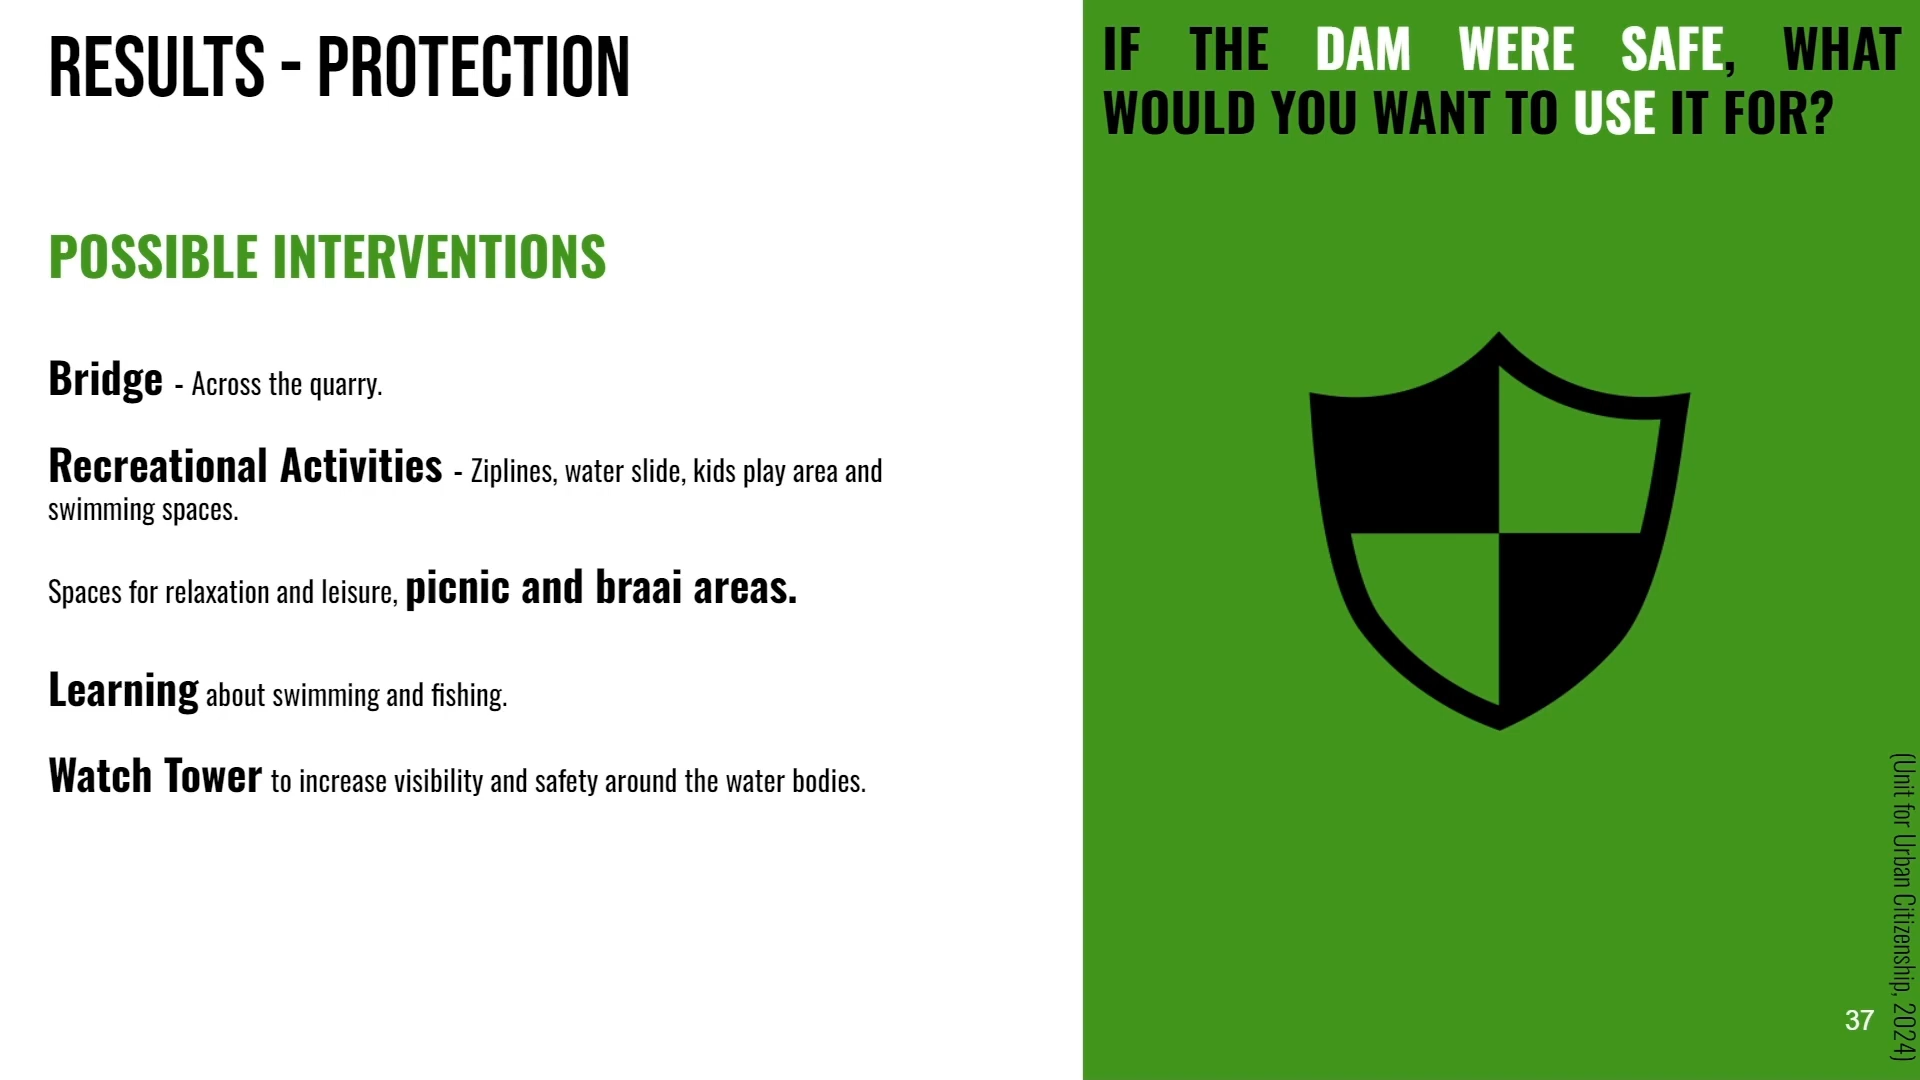 RESULTS - PROTECTION
POSSIBLE INTERVENTIONS
Bridge - Across the quarry.
Recreational Activities - Ziplines, water slide, kids play area and
swimming spaces.
Spaces for relaxation and leisure, picnic and braai areas.
Learning about swimming and fishing.
Watch Tower to increase visibility and safety around the water bodies.
IF THE DAM WERE SAFE, WHAT
WOULD YOU WANT TO USE IT FOR?
(Unit for Urban Citizenship, 2024)
37